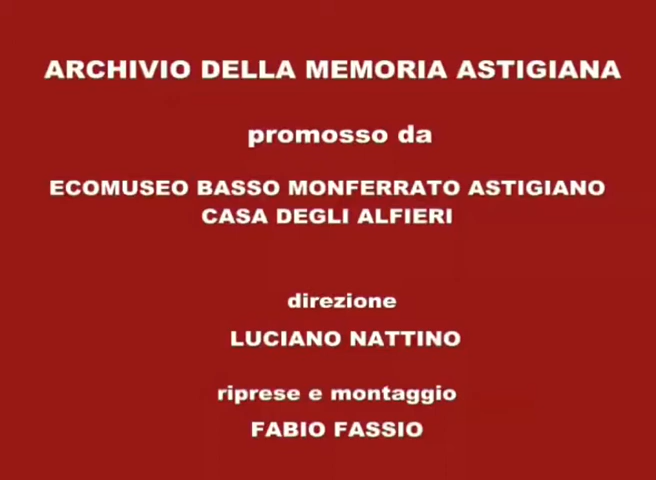 ARCHIVIO DELLA MEMORIA ASTIGIANA
promosso da
ECOMUSEO BASSO MONFERRATO ASTIGIANO
CASA DEGLI ALFIERI
direzione
LUCIANO NATTINO
riprese e montaggio
FABIO FASSIO